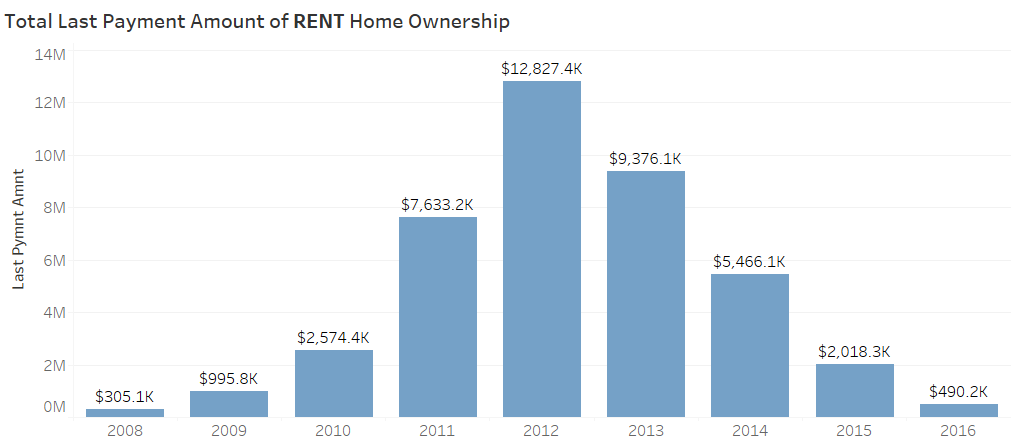 Total Last Payment Amount of RENT Home Ownership
Last Pymnt Amnt
14M
12M
10M
8M
6M
4M
2M
0M
$305.1K
$995.8K
$2,574.4K
$7,633.2K
$12,827.4K
$9,376.1K
$5,466.1K
$2,018.3K
$490.2K
2008
2009
2010
2011
2012
2013
2014
2015
2016